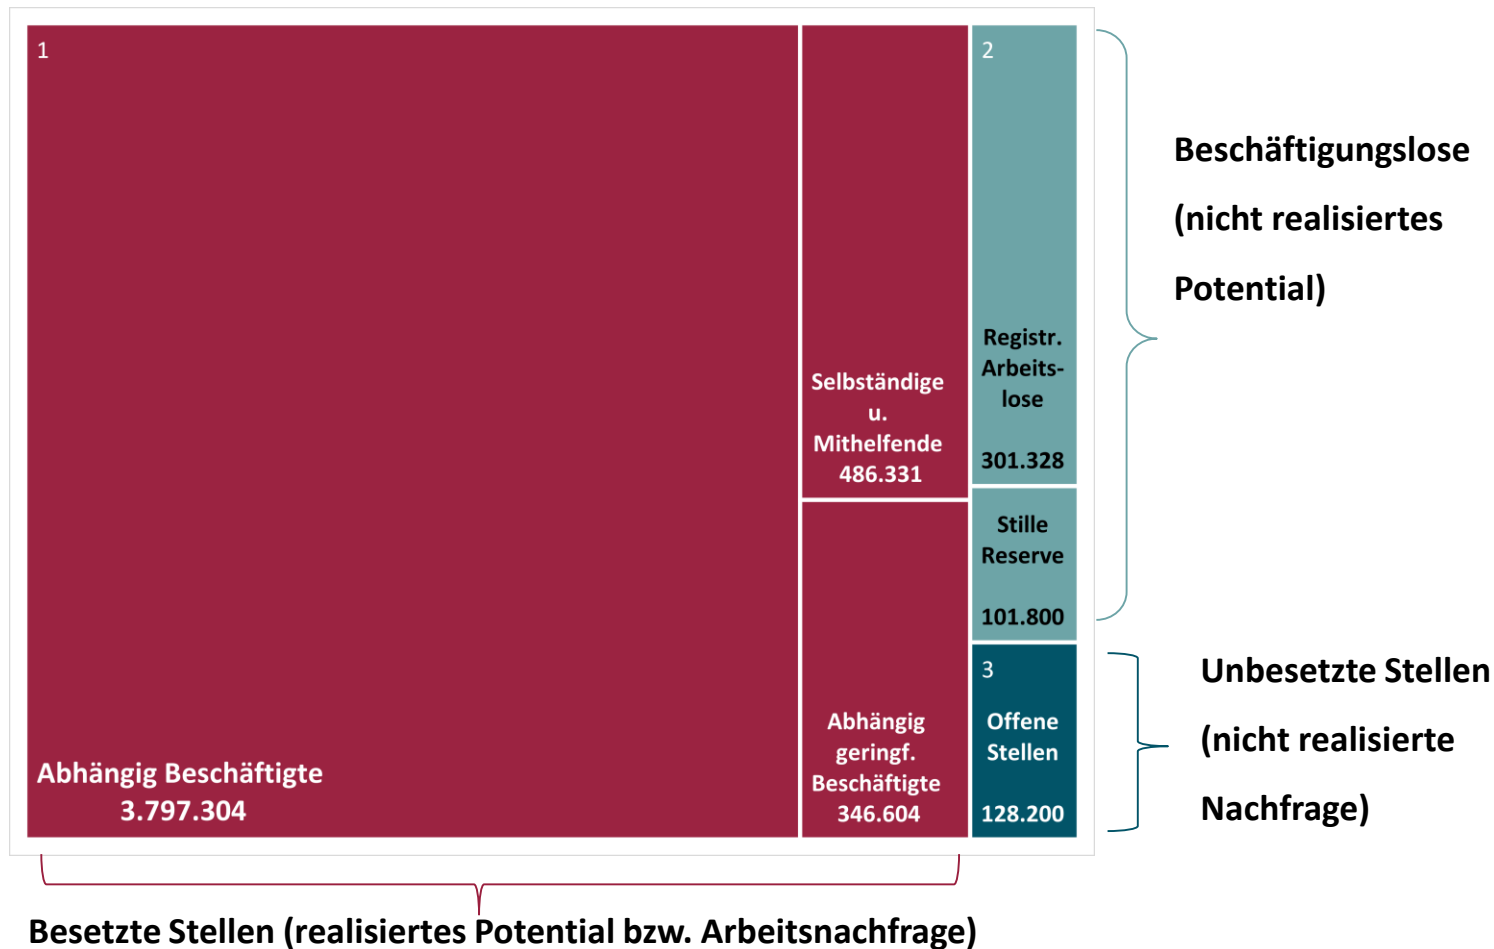 1
Abhängig Beschäftigte
3.797.304
Selbständige
u.
Mithelfende
486.331
Abhängig
geringf.
Beschäftigte
346.604
2
Registr.
Arbeits-
lose
301.328
Stille
Reserve
101.800
3
Offene
Stellen
128.200
Beschäftigungslose
(nicht realisiertes
Potential)
Unbesetzte Stellen
(nicht realisierte
Nachfrage)
Besetzte Stellen (realisiertes Potential bzw. Arbeitsnachfrage)